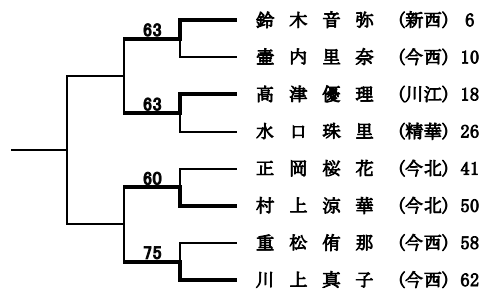 63
鈴木音弥 (新西) 6
壷内里奈 (今西) 10
63
高津優理 (川江) 18
水口珠里 (精華) 26
60
正岡桜花 (今北) 41
村上涼華 (今北) 50
75
重松侑那 (今西) 58
川上真子 (今西) 62